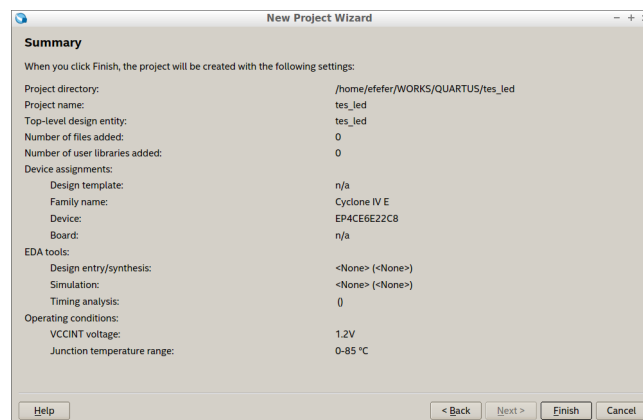 New Project Wizard
Summary
When you click Finish, the project will be created with the following settings:
Project directory: /home/efefer/WORKS/QUARTUS/tes_led
Project name: tes_led
Top-level design entity: tes_led
Number of files added: 0
Number of user libraries added: 0
Device assignments:
Design template: n/a
Family name: Cyclone IV E
Device: EP4CE6E22C8
Board: n/a
EDA tools:
Design entry/synthesis: <None> (<None>)
Simulation: <None> (<None>)
Timing analysis: ()
Operating conditions:
VCCINT voltage: 1.2V
Junction temperature range: 0-85 °C
Help < Back Next > Finish Cancel